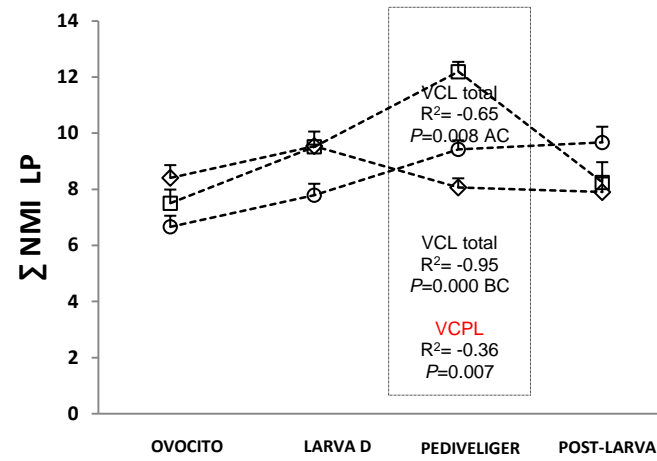 14
12
10
8
6
4
2
0
∑ NMI LP
VCL total
R²= -0.65
P=0.008 AC
VCL total
R²= -0.95
P=0.000 BC
VCPL
R²= -0.36
P=0.007
OVOCITO LARVA D PEDIVELIGER POST-LARVA